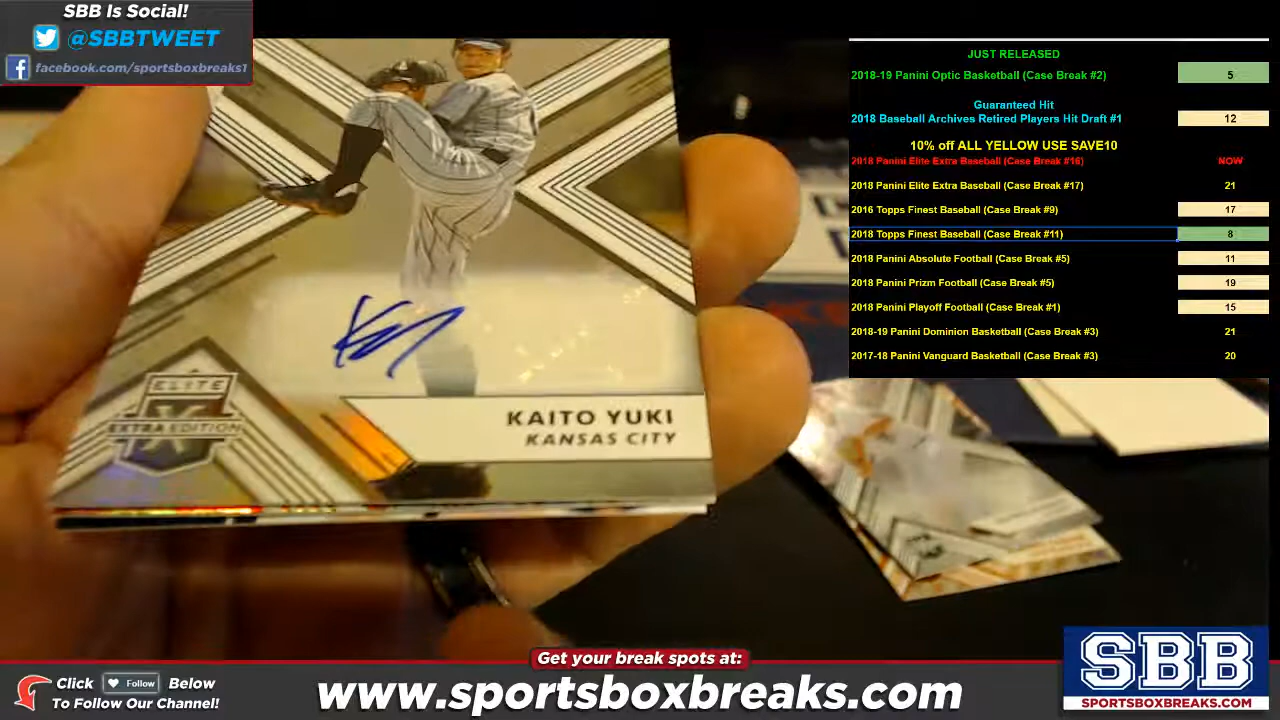 SBB Is Social!
@SBBTWEET
facebook.com/sportsboxbreaks1
JUST RELEASED
2018-19 Panini Optic Basketball (Case Break #2) 5
Guaranteed Hit
2018 Baseball Archives Retired Players Hit Draft #1 12
10% off ALL YELLOW USE SAVE10
2018 Panini Elite Extra Baseball (Case Break #16) NOW
2018 Panini Elite Extra Baseball (Case Break #17) 21
2016 Topps Finest Baseball (Case Break #9) 17
2018 Topps Finest Baseball (Case Break #11) 8
2018 Panini Absolute Football (Case Break #5) 11
2018 Panini Prizm Football (Case Break #5) 19
2018 Panini Playoff Football (Case Break #1) 15
2018-19 Panini Dominion Basketball (Case Break #3) 21
2017-18 Panini Vanguard Basketball (Case Break #3) 20
ELITE
EXTRA EDITION
KAITO YUKI
KANSAS CITY
Get your break spots at:
www.sportsboxbreaks.com
Click Follow Below
To Follow Our Channel!
SBB
SPORTSBOXBREAKS.COM